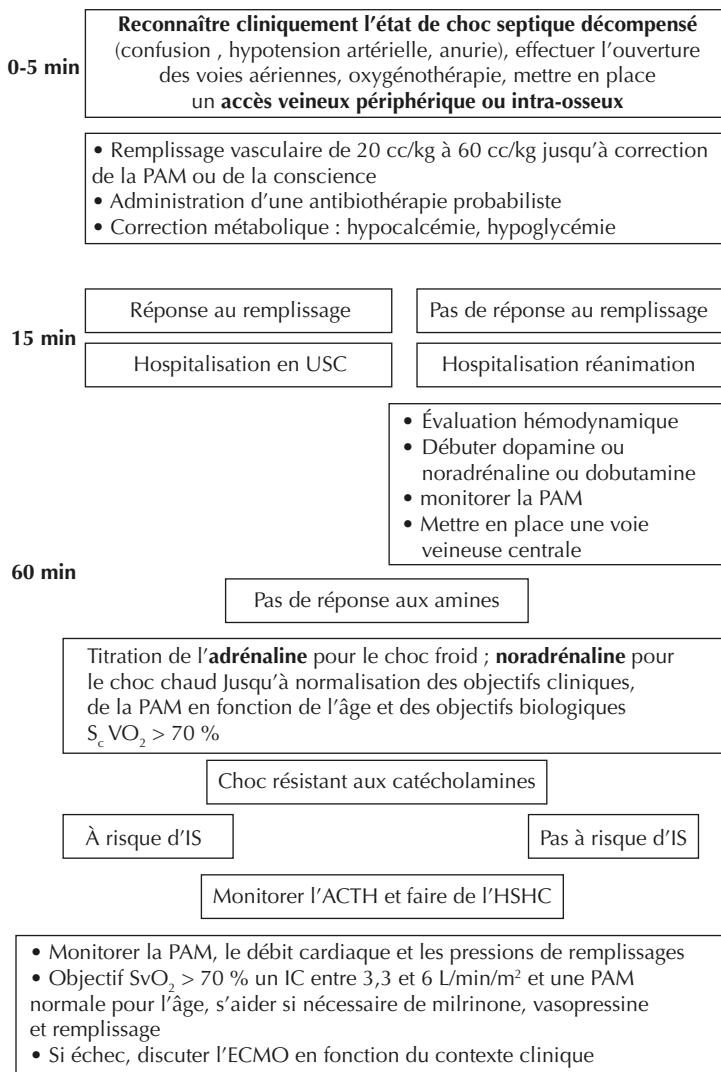 0-5 min
Reconnaître cliniquement l’état de choc septique décompensé
(confusion , hypotension artérielle, anurie), effectuer l’ouverture
des voies aériennes, oxygénothérapie, mettre en place
un accès veineux périphérique ou intra-osseux
• Remplissage vasculaire de 20 cc/kg à 60 cc/kg jusqu’à correction
de la PAM ou de la conscience
• Administration d’une antibiothérapie probabiliste
• Correction métabolique : hypocalcémie, hypoglycémie
15 min
Réponse au remplissage
Pas de réponse au remplissage
Hospitalisation en USC
Hospitalisation réanimation
• Évaluation hémodynamique
• Débuter dopamine ou
noradrénaline ou dobutamine
• monitorer la PAM
• Mettre en place une voie
veineuse centrale
60 min
Pas de réponse aux amines
Titration de l’adrénaline pour le choc froid ; noradrénaline pour
le choc chaud Jusqu’à normalisation des objectifs cliniques,
de la PAM en fonction de l’âge et des objectifs biologiques
Sc VO2 > 70 %
Choc résistant aux catécholamines
À risque d’IS
Pas à risque d’IS
Monitorer l’ACTH et faire de l’HSHC
• Monitorer la PAM, le débit cardiaque et les pressions de remplissages
• Objectif SvO2 > 70 % un IC entre 3,3 et 6 L/min/m² et une PAM
normale pour l’âge, s’aider si nécessaire de milrinone, vasopressine
et remplissage
• Si échec, discuter l’ECMO en fonction du contexte clinique